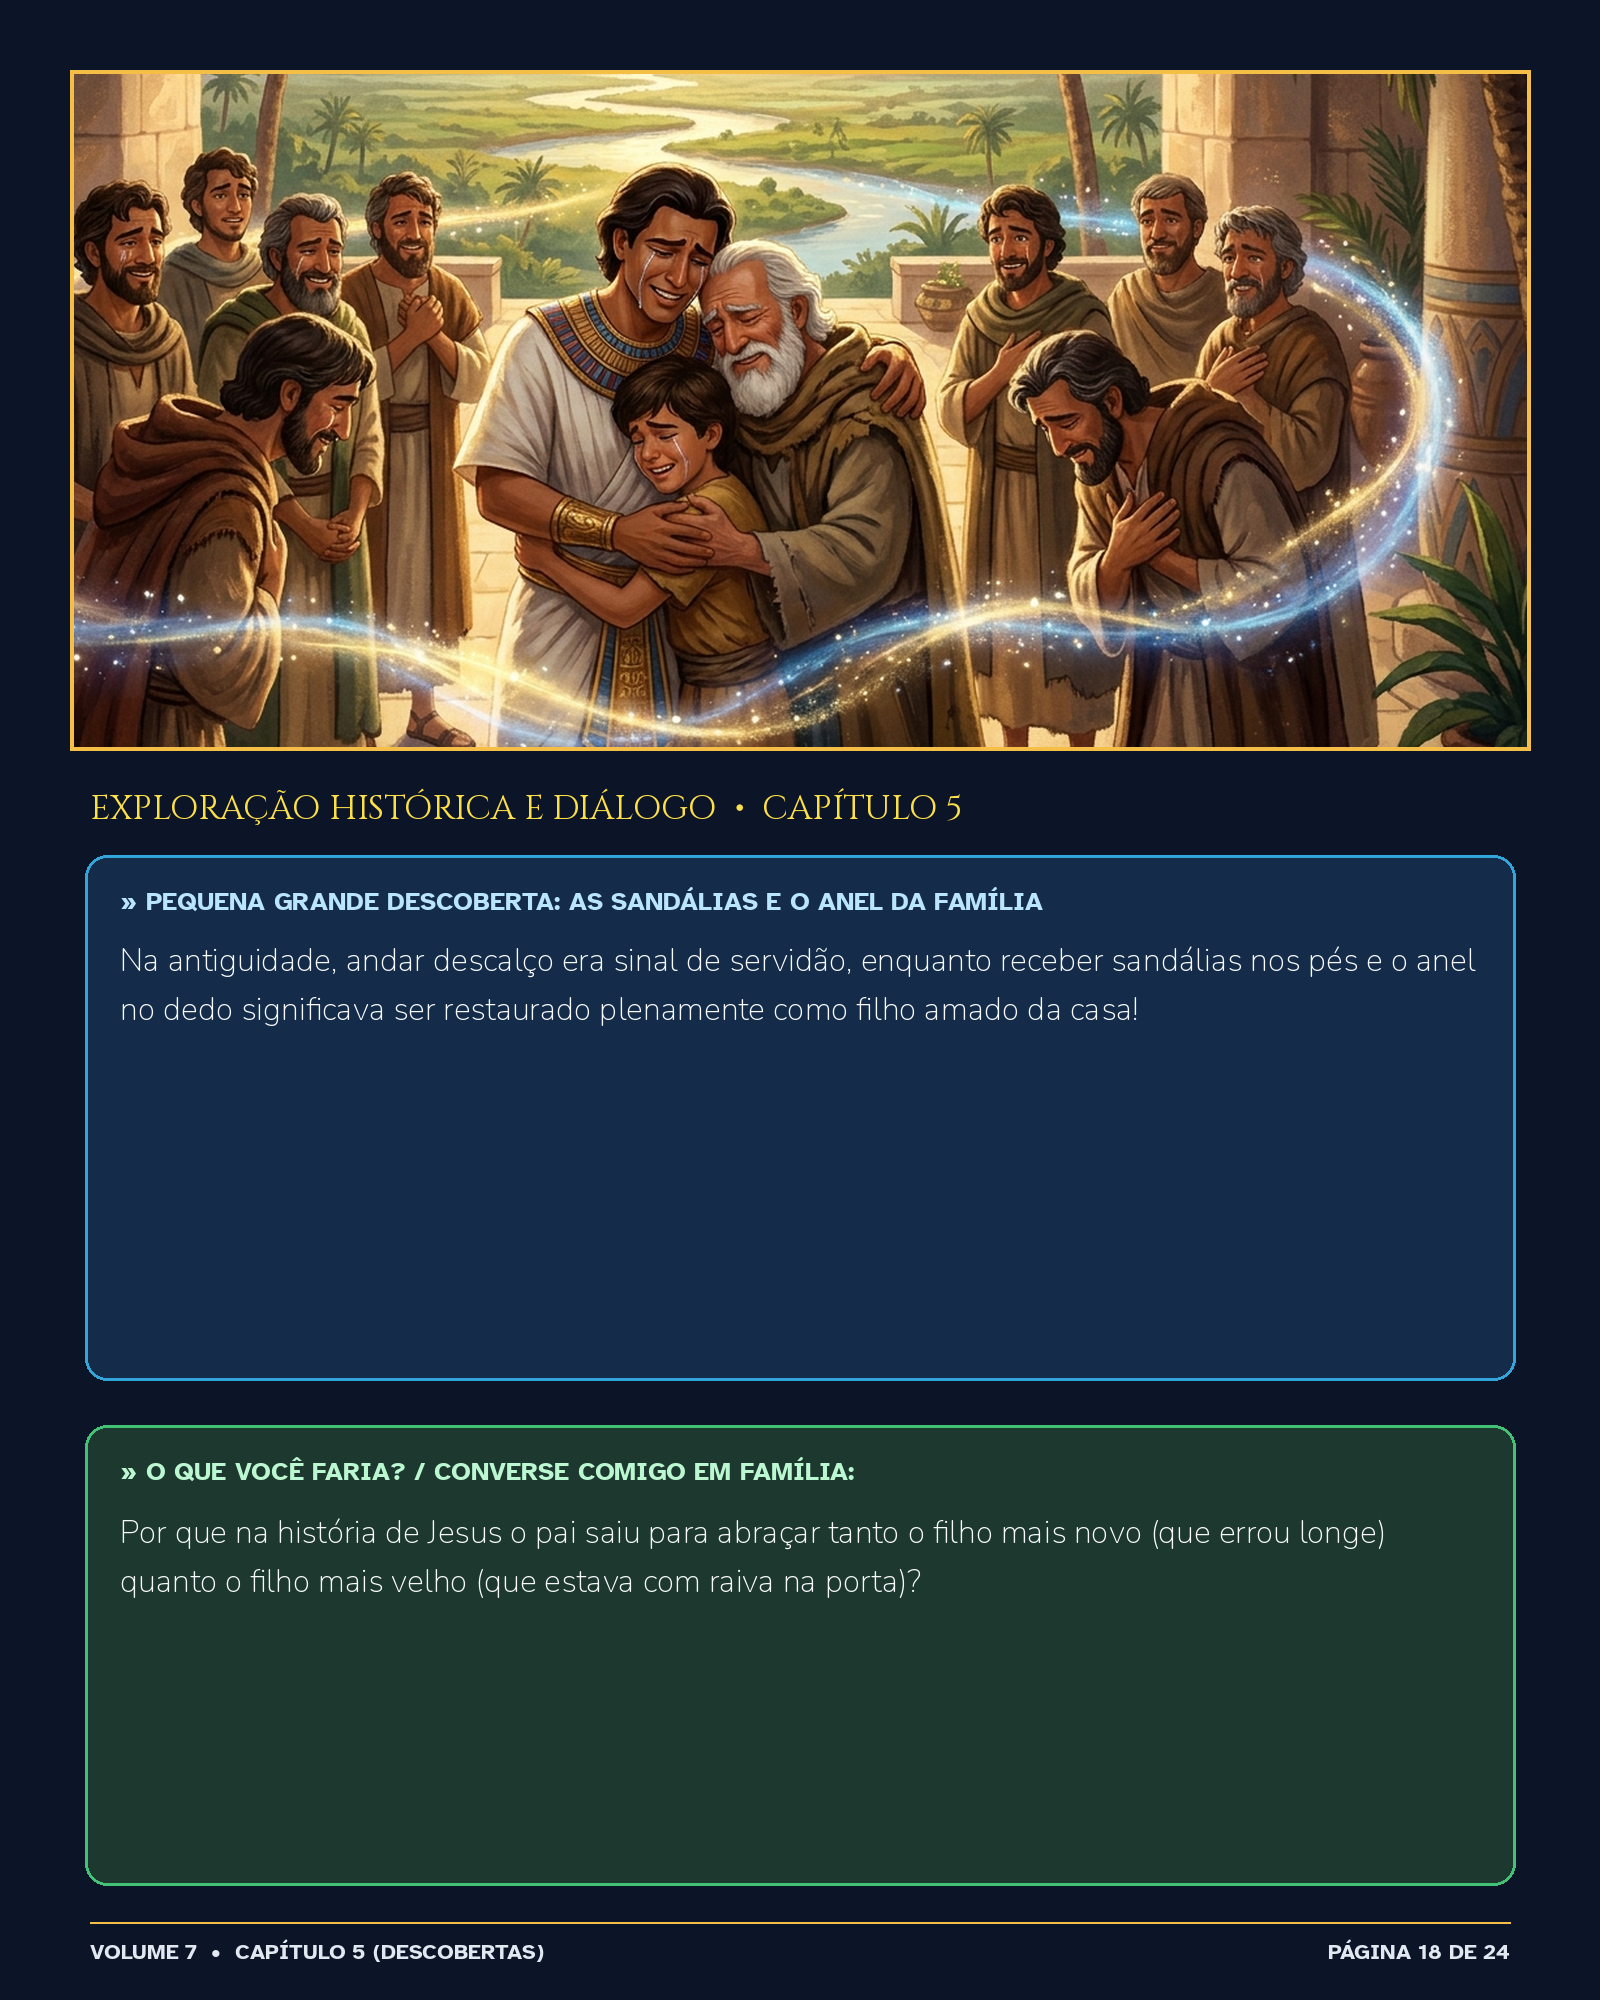 EXPLORAÇÃO HISTÓRICA E DIÁLOGO • CAPÍTULO 5
» PEQUENA GRANDE DESCOBERTA: AS SANDÁLIAS E O ANEL DA FAMÍLIA
Na antiguidade, andar descalço era sinal de servidão, enquanto receber sandálias nos pés e o anel
no dedo significava ser restaurado plenamente como filho amado da casa!
» O QUE VOCÊ FARIA? / CONVERSE COMIGO EM FAMÍLIA:
Por que na história de Jesus o pai saiu para abraçar tanto o filho mais novo (que errou longe)
quanto o filho mais velho (que estava com raiva na porta)?
VOLUME 7 • CAPÍTULO 5 (DESCOBERTAS)
PÁGINA 18 DE 24